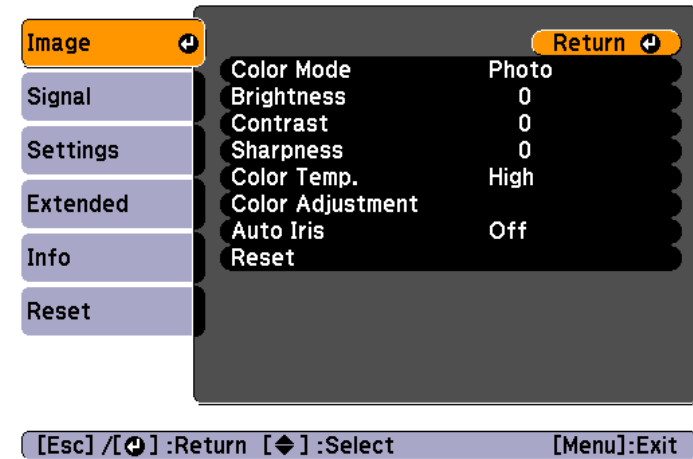 Image
Signal
Settings
Extended
Info
Reset
Return
Color Mode Photo
Brightness 0
Contrast 0
Sharpness 0
Color Temp. High
Color Adjustment
Auto Iris Off
Reset
[Esc] /[⏎] :Return [◆] :Select [Menu]:Exit